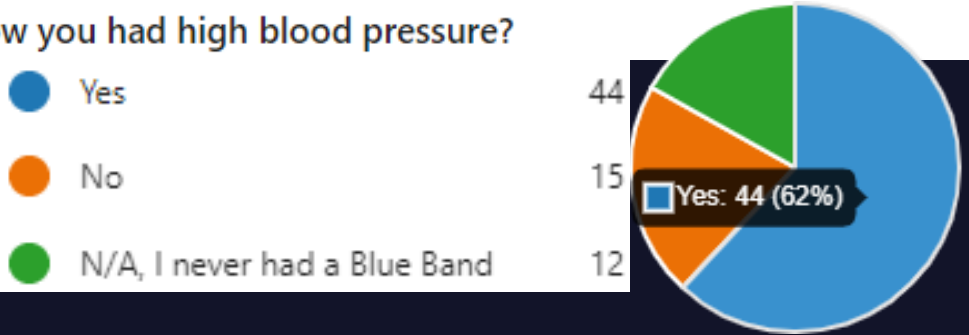 you had high blood pressure?
Yes 44
No 15
Yes: 44 (62%)
N/A, I never had a Blue Band 12